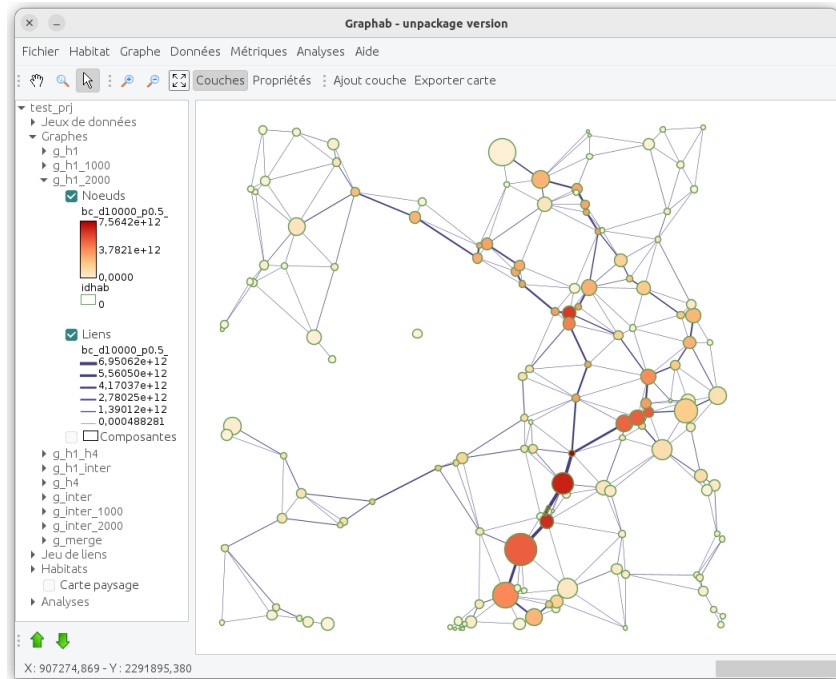 Graphab - unpackage version
Fichier Habitat Graphe Données Métriques Analyses Aide
Couches Propriétés Ajout couche Exporter carte
test_prj
Jeux de données
Graphes
g_h1
g_h1_1000
g_h1_2000
Noeuds
bc_d10000_p0.5_
7,5642e+12
3,7821e+12
0,0000
idhab
0
Liens
bc_d10000_p0.5_
6,95062e+12
5,56050e+12
4,17037e+12
2,78025e+12
1,39012e+12
0,000488281
Composantes
g_h1_h4
g_h1_inter
g_h4
g_inter
g_inter_1000
g_inter_2000
g_merge
Jeu de liens
Habitats
Carte paysage
Analyses
X: 907274,869 - Y : 2291895,380